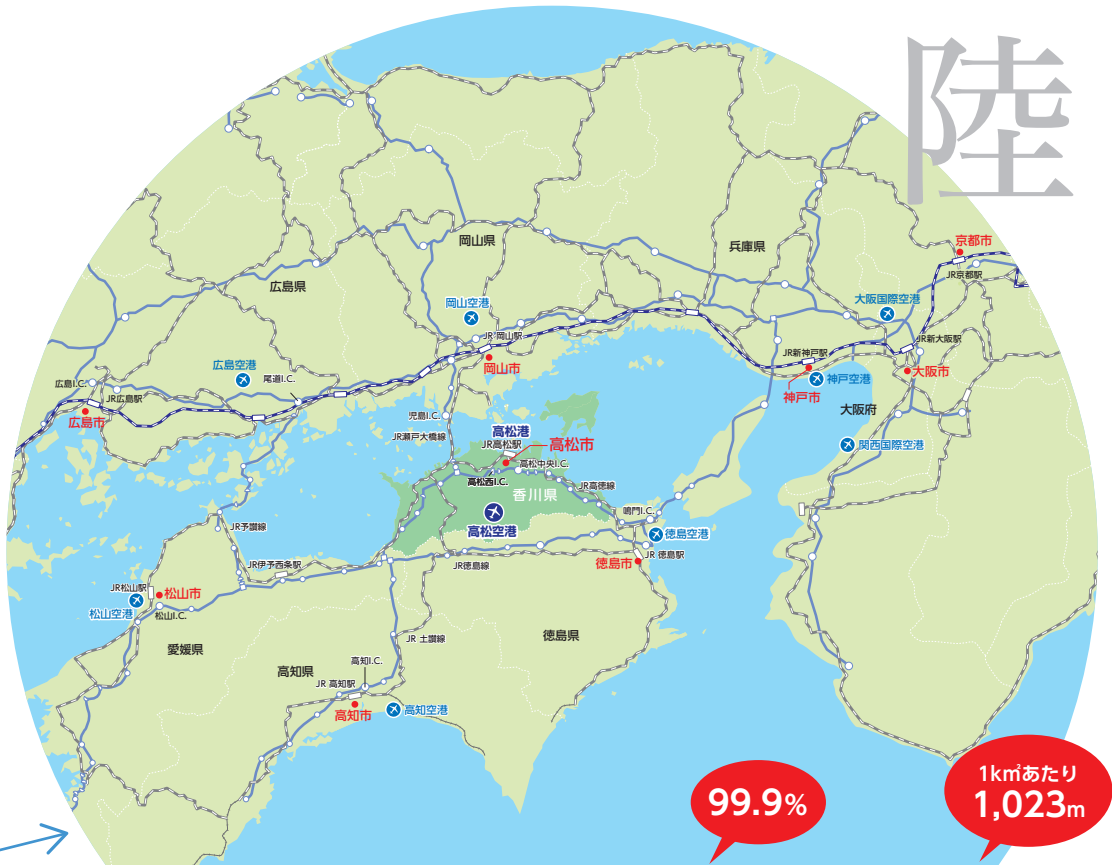 陸
岡山県
兵庫県
京都市
JR京都駅
広島県
岡山空港
大阪国際空港
JR 岡山駅
JR新神戸駅
JR新大阪駅
広島空港
尾道I.C.
岡山市
神戸空港
大阪市
広島I.C.
JR広島駅
神戸市
大阪府
広島市
児島I.C.
JR瀬戸大橋線
高松港
JR高松駅
高松市
関西国際空港
高松中央I.C.
高松西I.C.
JR高徳線
香川県
鳴門I.C.
高松空港
徳島空港
JR予讃線
JR伊予西条駅
JR徳島線
徳島市
JR 徳島駅
JR松山駅
松山市
松山空港
松山I.C.
愛媛県
JR 土讃線
徳島県
高知県
高知I.C.
JR 高知駅
高知市
高知空港
99.9%
1k㎡あたり
1,023m